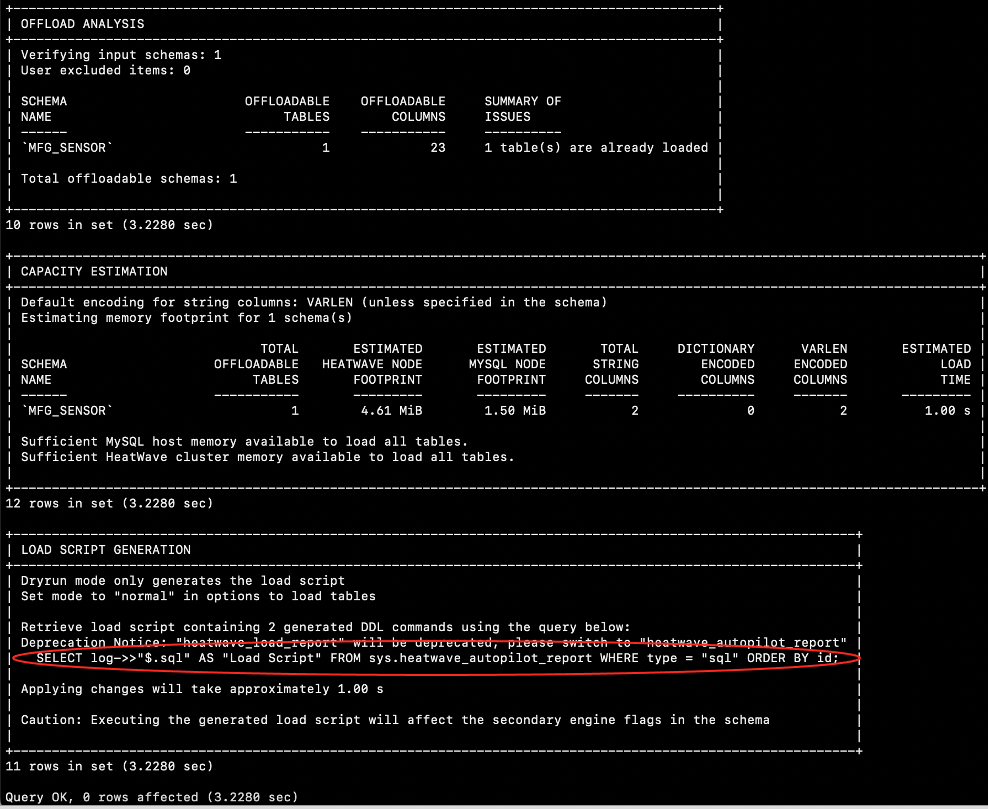 OFFLOAD ANALYSIS
Verifying input schemas: 1
User excluded items: 0
SCHEMA OFFLOADABLE OFFLOADABLE SUMMARY OF
NAME TABLES COLUMNS ISSUES
------ ----------- ----------- ----------
`MFG_SENSOR` 1 23 1 table(s) are already loaded
Total offloadable schemas: 1
10 rows in set (3.2280 sec)
CAPACITY ESTIMATION
Default encoding for string columns: VARLEN (unless specified in the schema)
Estimating memory footprint for 1 schema(s)
TOTAL ESTIMATED ESTIMATED TOTAL DICTIONARY VARLEN ESTIMATED
SCHEMA OFFLOADABLE HEATWAVE NODE MYSQL NODE STRING ENCODED ENCODED LOAD
NAME TABLES FOOTPRINT FOOTPRINT COLUMNS COLUMNS COLUMNS TIME
------ ----------- --------- --------- ------- ---------- ------- ---------
`MFG_SENSOR` 1 4.61 MiB 1.50 MiB 2 0 2 1.00 s
Sufficient MySQL host memory available to load all tables.
Sufficient HeatWave cluster memory available to load all tables.
12 rows in set (3.2280 sec)
LOAD SCRIPT GENERATION
Dryrun mode only generates the load script
Set mode to "normal" in options to load tables
Retrieve load script containing 2 generated DDL commands using the query below:
Deprecation Notice: "heatwave_load_report" will be deprecated, please switch to "heatwave_autopilot_report"
SELECT log->>"$.sql" AS "Load Script" FROM sys.heatwave_autopilot_report WHERE type = "sql" ORDER BY id;
Applying changes will take approximately 1.00 s
Caution: Executing the generated load script will affect the secondary engine flags in the schema
11 rows in set (3.2280 sec)
Query OK, 0 rows affected (3.2280 sec)